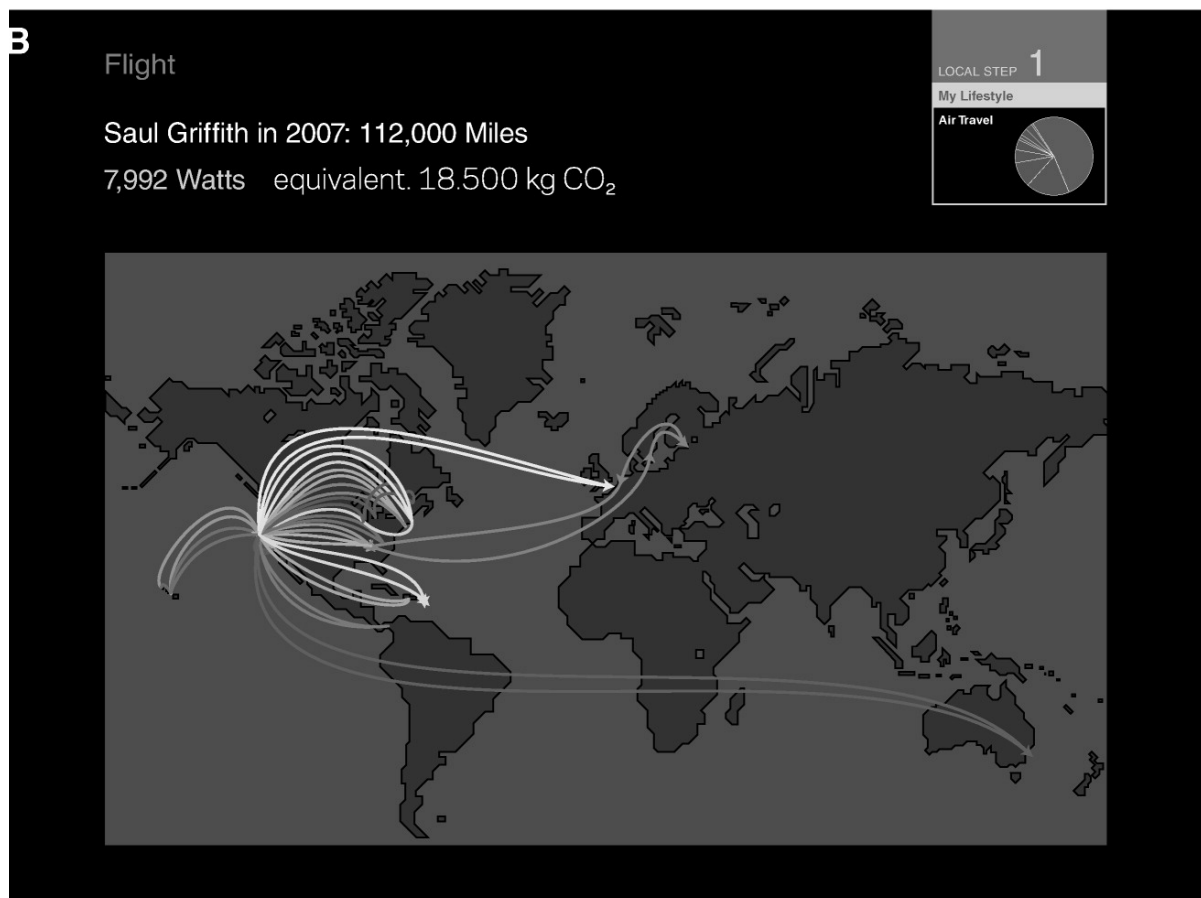 B
Flight
LOCAL STEP 1
My Lifestyle
Air Travel
Saul Griffith in 2007: 112,000 Miles
7,992 Watts equivalent. 18.500 kg CO₂